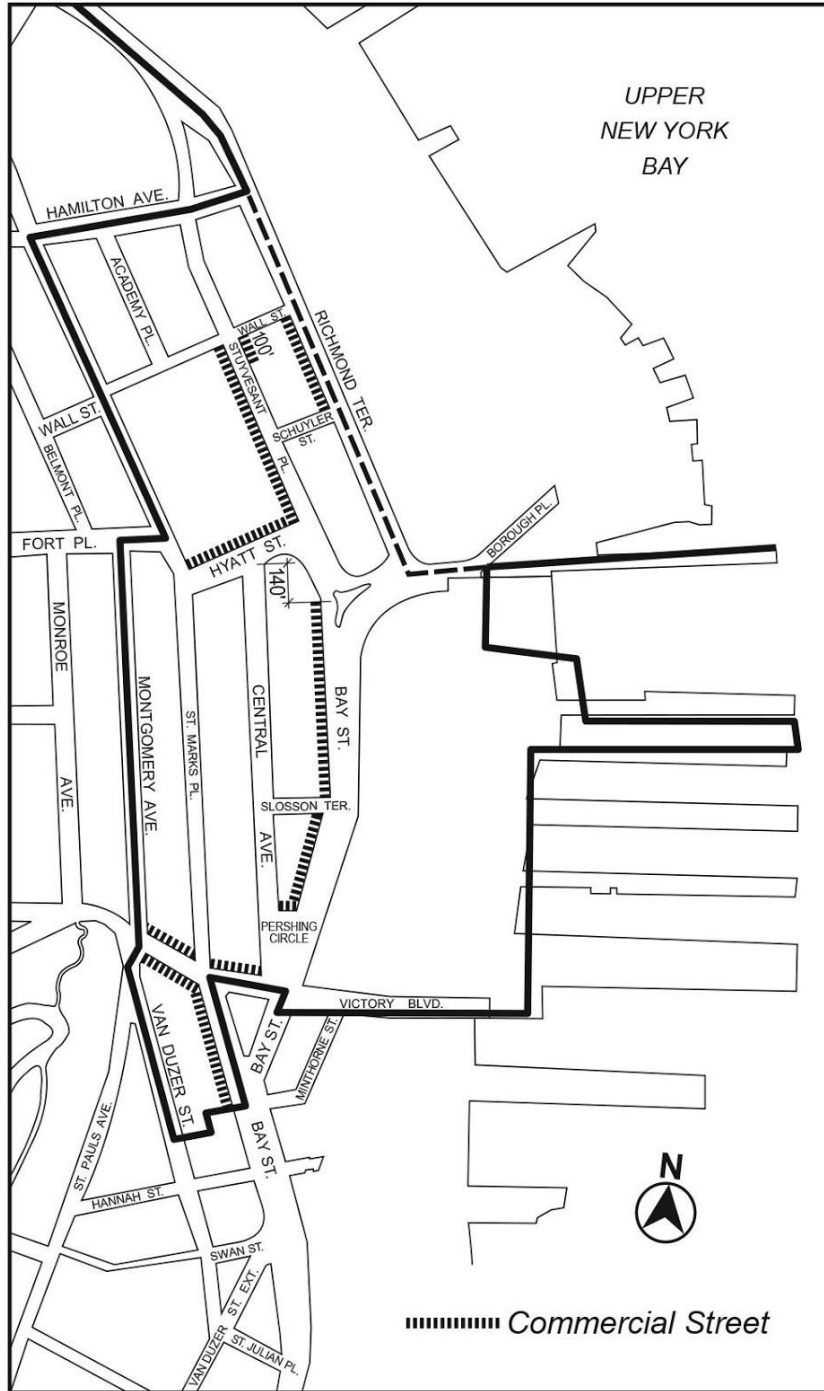 UPPER
NEW YORK
BAY
HAMILTON AVE.
ACADEMY PL.
RICHMOND TER.
WALL ST.
100'
STUYVESANT
PL.
SCHUYLER
ST.
WALL ST.
BELMONT PL.
FORT PL.
HYATT ST.
BOROUGH PL.
140'
MONROE
AVE.
MONTGOMERY AVE.
ST. MARKS PL.
CENTRAL
AVE.
BAY ST.
SLOSSON TER.
PERSHING
CIRCLE
VICTORY BLVD.
VAN DUZER ST.
BAY ST.
MINTHORNE ST.
ST. PAULS AVE.
BAY ST.
HANNAH ST.
SWAN ST.
VAN DUZER
ST. EXT.
ST. JULIAN PL.
N
Commercial Street